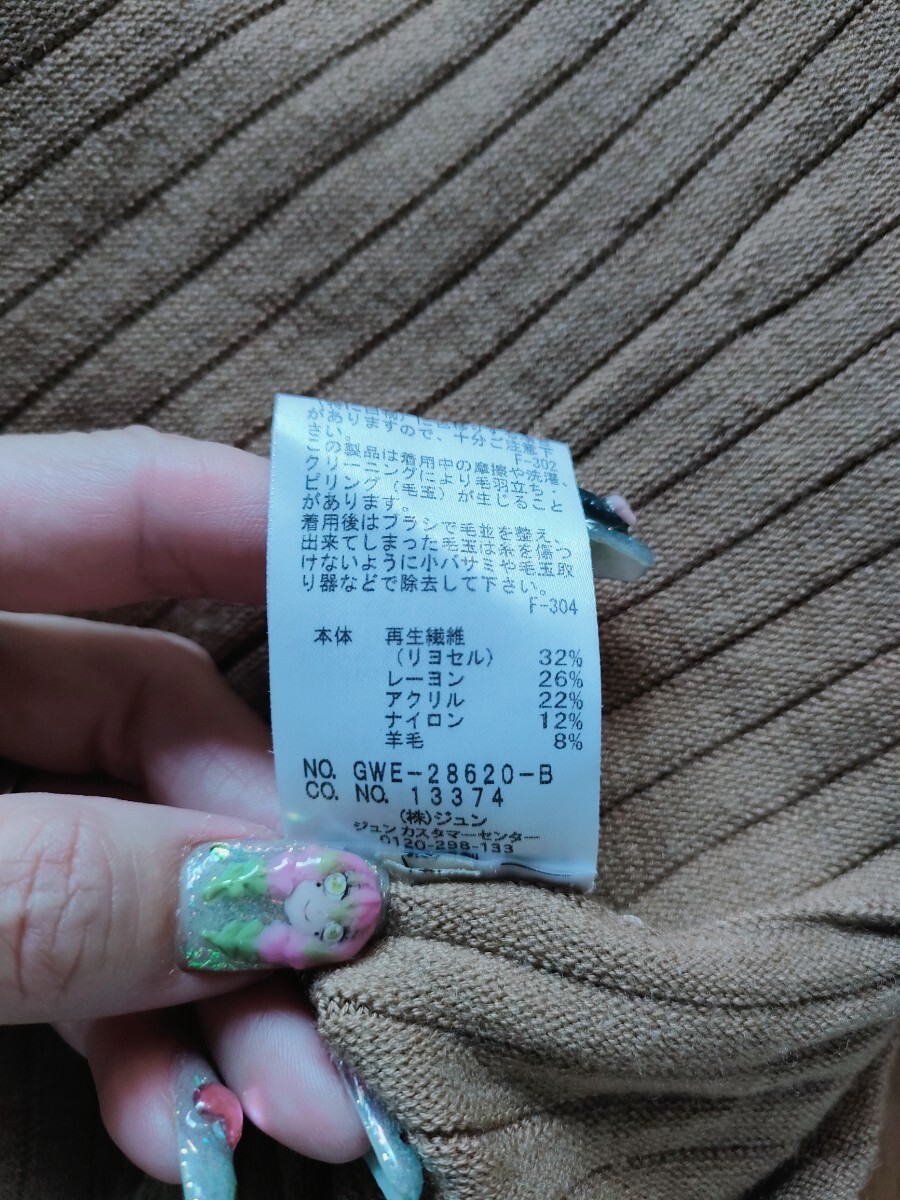 がありますので、十分ご注意下
さい。
F-302
この製品は着用中の摩擦や洗濯、
クリーニングにより毛羽立ち・
ピリング（毛玉）が生じること
があります。
着用後はブラシで毛並を整え、
出来てしまった毛玉は糸を傷つ
けないように小バサミや毛玉取
り器などで除去して下さい。
F-304
本体 再生繊維
（リヨセル） 32%
レーヨン 26%
アクリル 22%
ナイロン 12%
羊毛 8%
NO. GWE-28620-B
CO. NO. 13374
(株)ジュン
ジュン カスタマーセンター
0120-298-133